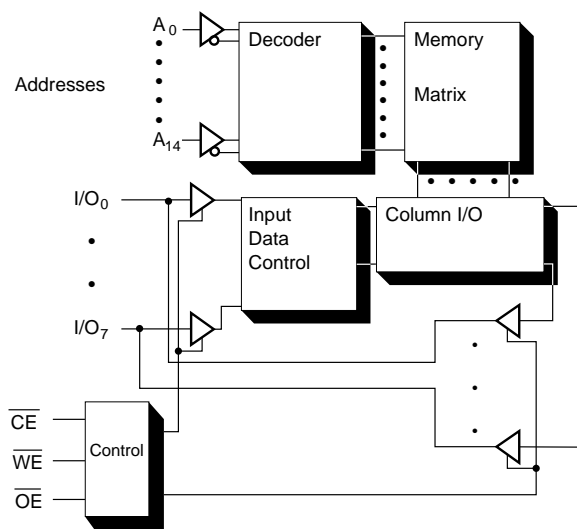 A0
Decoder
Memory
Matrix
Addresses
A14
I/O0
Input
Data
Control
Column I/O
I/O7
CE
WE
OE
Control